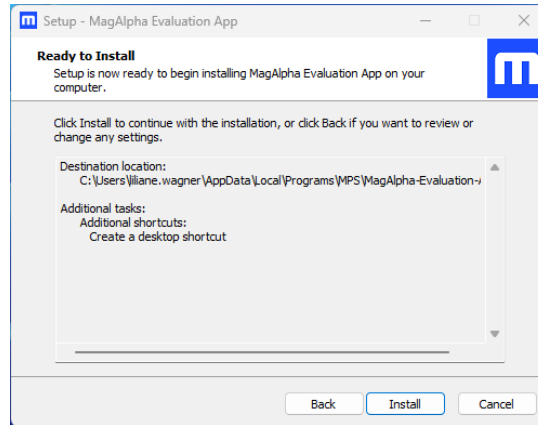 Setup - MagAlpha Evaluation App
Ready to Install
Setup is now ready to begin installing MagAlpha Evaluation App on your
computer.
Click Install to continue with the installation, or click Back if you want to review or
change any settings.
Destination location:
C:\Users\liliane.wagner\AppData\Local\Programs\MPS\MagAlpha-Evaluation-
Additional tasks:
Additional shortcuts:
Create a desktop shortcut
Back
Install
Cancel